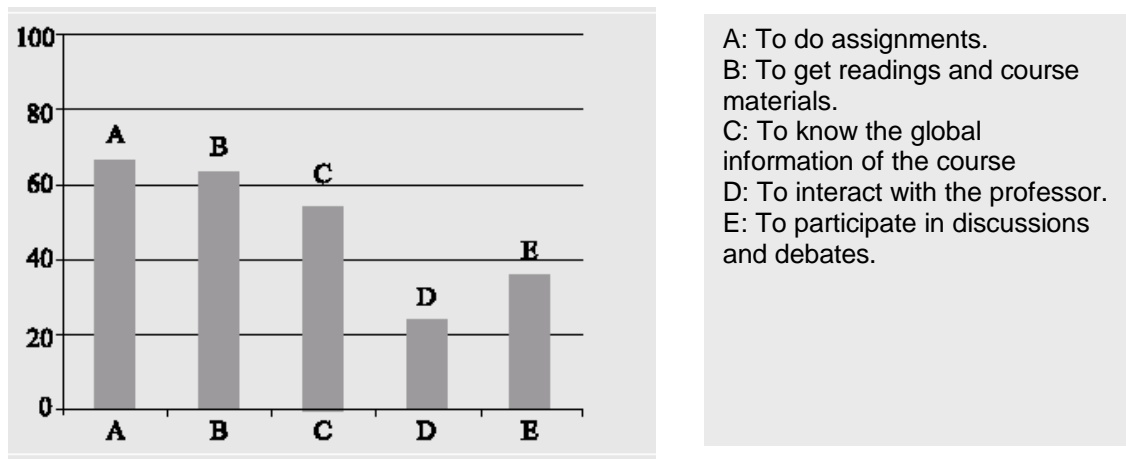 100
80
60
40
20
0
A
B
C
D
E
A
B
C
D
E
A: To do assignments.
B: To get readings and course
materials.
C: To know the global
information of the course
D: To interact with the professor.
E: To participate in discussions
and debates.